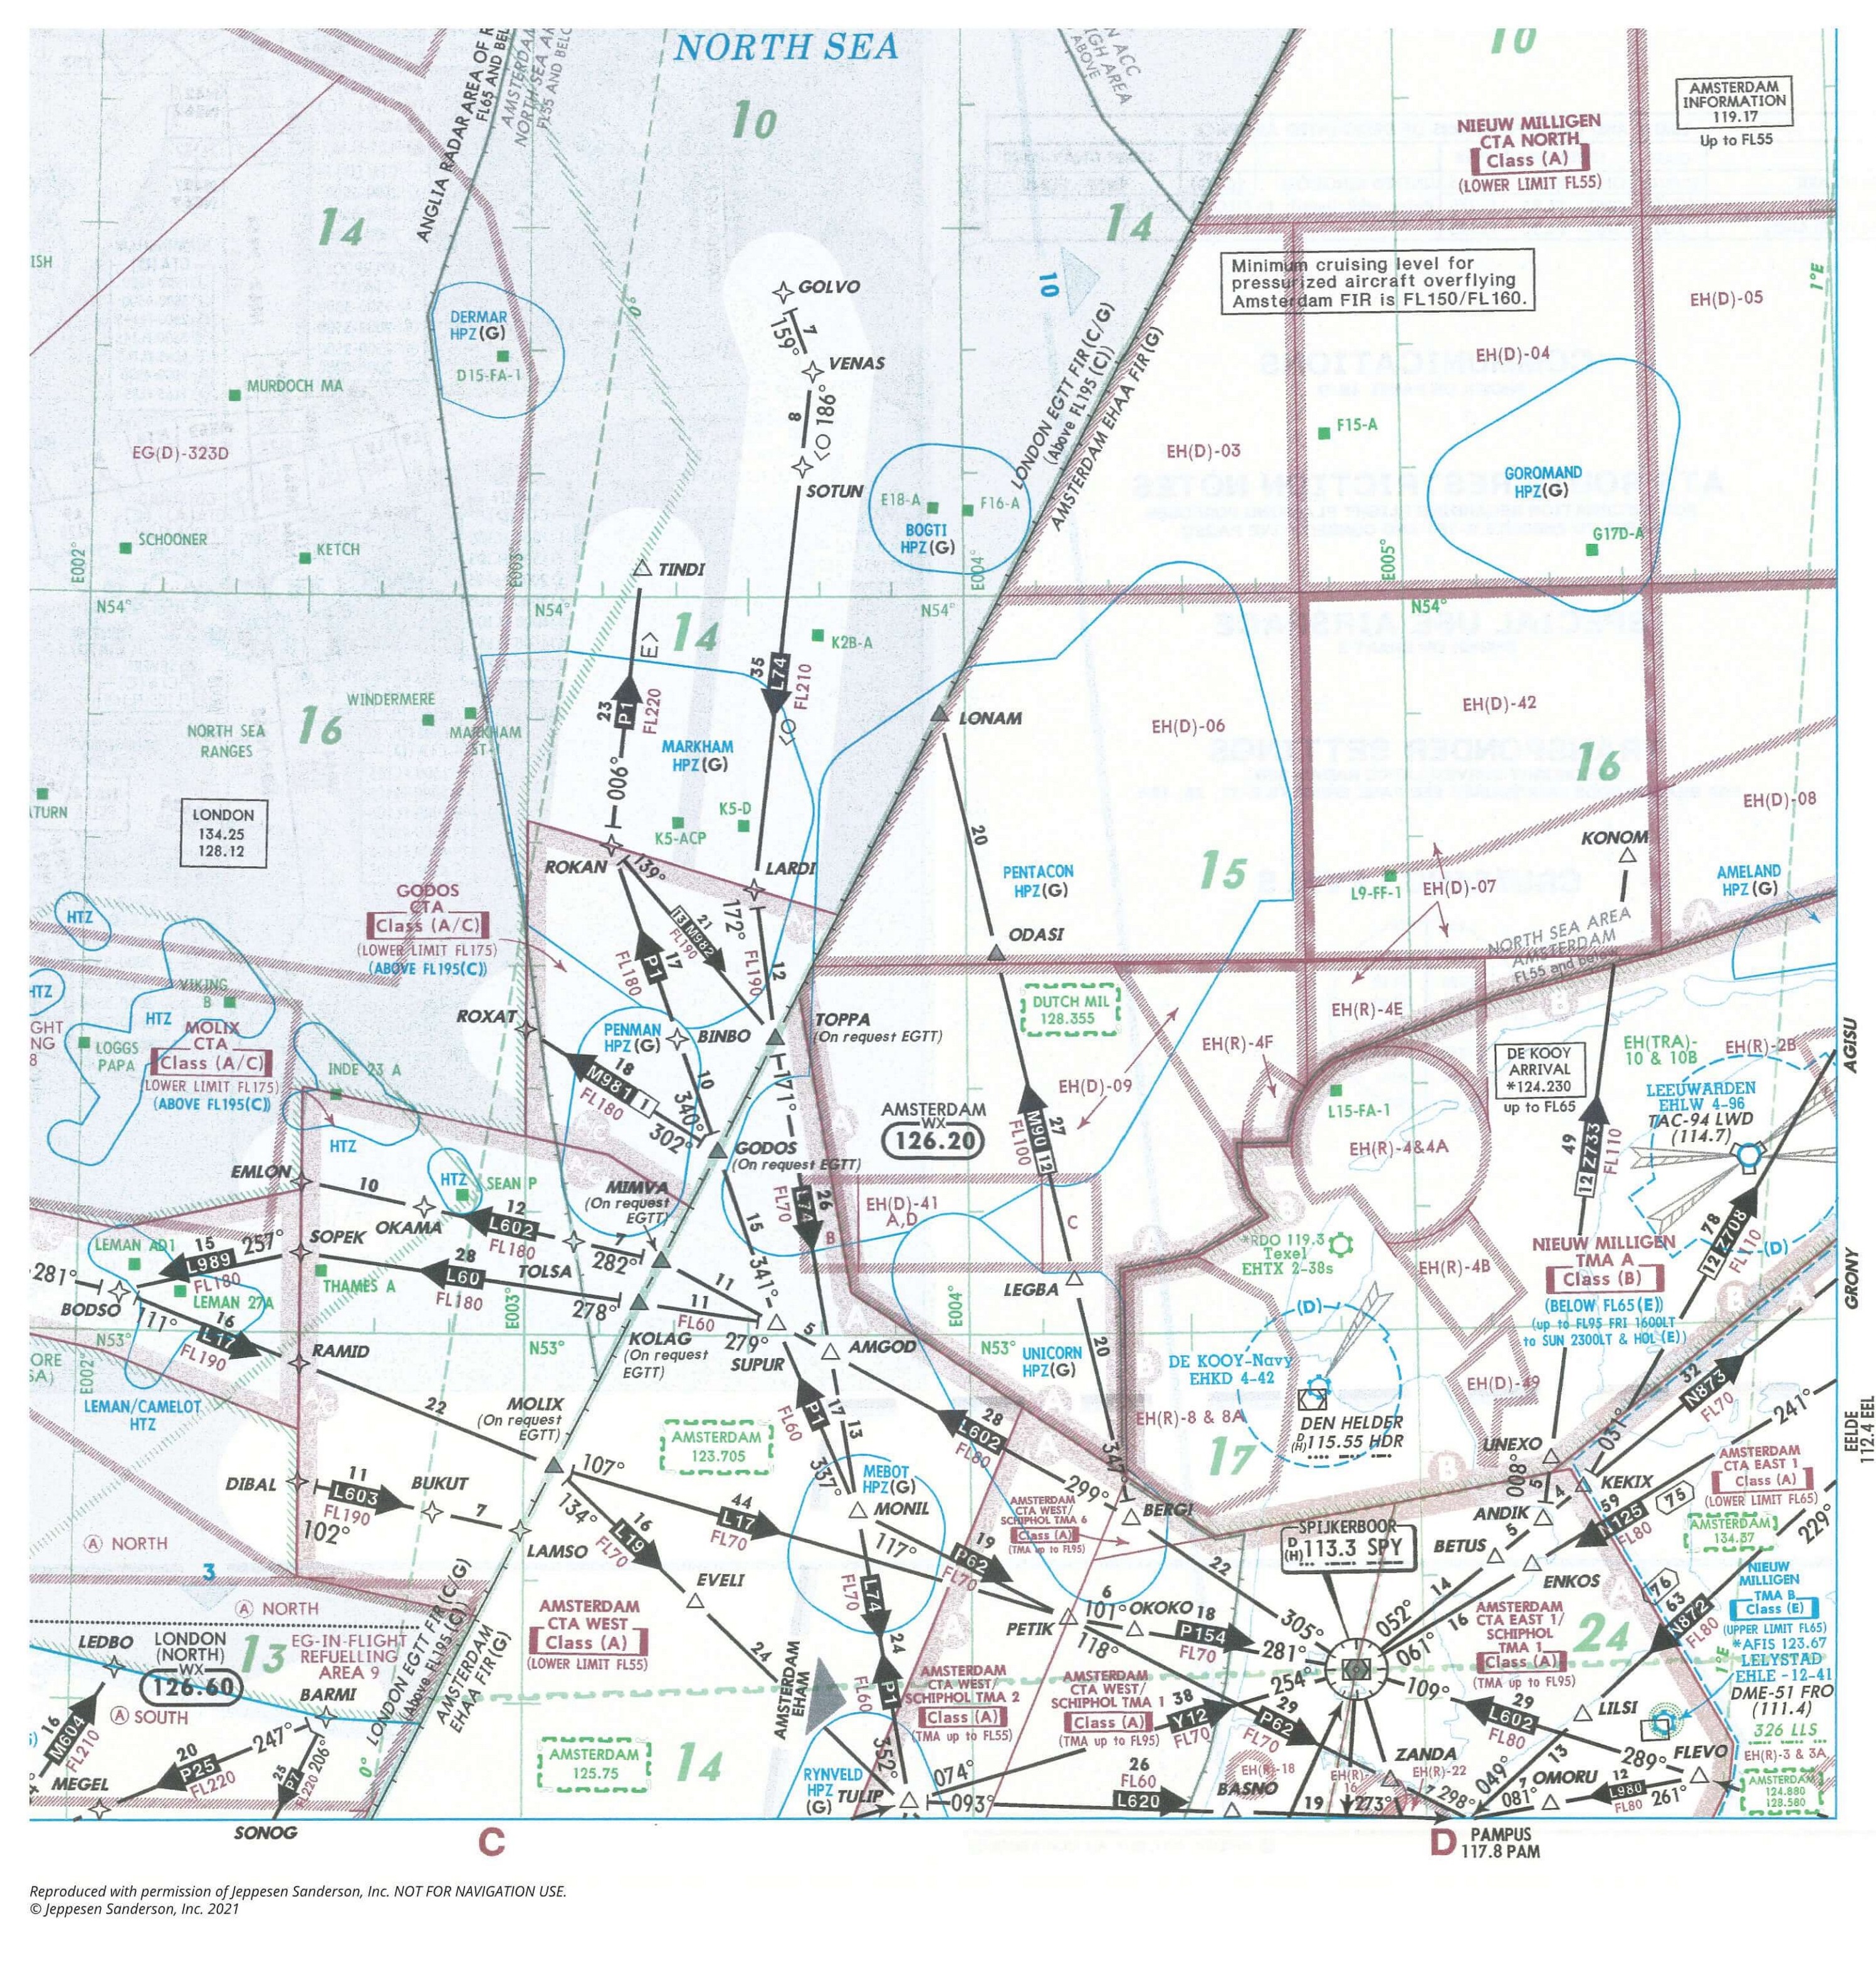 NORTH SEA
10
10
AMSTERDAM
INFORMATION
119.17
Up to FL55
NIEUW MILLIGEN
CTA NORTH
Class (A)
(LOWER LIMIT FL55)
14
14
ANGLIA RADAR AREA OF
FL65 AND
10
Minimum cruising level for
pressurized aircraft overflying
Amsterdam FIR is FL150/FL160.
1°E
EH(D)-05
EH(D)-04
EH(D)-03
ISH
0°
GOLVO
7
159°
VENAS
8
186°
SOTUN
DERMAR
HPZ(G)
D15-FA-1
MURDOCH MA
EG(D)-323D
SCHOONER
KETCH
E002°
E003°
E004°
E005°
LONDON EGTT FIR (C/G)
(Above FL195 (C))
AMSTERDAM EHAA FIR(G)
E18-A
F16-A
BOGTI
HPZ(G)
F15-A
GOROMAND
HPZ(G)
G17D-A
N54°
N54°
N54°
N54°
TINDI
14
E>
K2B-A
35
L74
FL210
23
P1
FL220
006°
WINDERMERE
MARKHAM
ST-1
NORTH SEA
RANGES
16
MARKHAM
HPZ(G)
K5-D
K5-ACP
LONDON
134.25
128.12
LONAM
20
EH(D)-06
EH(D)-42
16
EH(D)-08
KONOM
PENTACON
HPZ(G)
15
L9-FF-1
EH(D)-07
AMELAND
HPZ(G)
NORTH SEA AREA
AMSTERDAM
FL55 and below
ODASI
ROKAN
139°
LARDI
172°
21
13 M982
FL190
FL190
12
17
P1
FL180
GODOS
CTA
Class (A/C)
(LOWER LIMIT FL175)
(ABOVE FL195(C))
HTZ
HTZ
VIKING
B
HTZ
MOLIX
CTA
Class (A/C)
LOWER LIMIT FL175)
(ABOVE FL195(C))
LOGGS
PAPA
INDE 23 A
HTZ
ROXAT
PENMAN
HPZ(G)
BINBO
TOPPA
(On request EGTT)
18
M981 1
FL180
10
340°
302°
171°
GODOS
(On request EGTT)
DUTCH MIL
128.355
EH(R)-4E
EH(R)-4F
EH(D)-09
DE KOOY
ARRIVAL
*124.230
up to FL65
EH(TRA)-
10 & 10B
EH(R)-2B
LEEUWARDEN
EHLW 4-96
TAC-94 LWD
(114.7)
AGISU
L15-FA-1
EH(R)-4&4A
AMSTERDAM
WX
126.20
27
M90 12
FL100
49
12 Z733
FL110
78
12 Z708
FL110
(D)
EMLON
10
OKAMA
HTZ
SEAN P
12
L602
FL180
7
282°
MIMVA
(On request
EGTT)
TOLSA
SOPEK
LEMAN AD1
15
257°
L989
FL180
281°
BODSO
LEMAN 27A
THAMES A
28
L60
FL180
278°
111°
16
L17
FL190
15
341°
26
L74
FL70
B
EH(D)-41
A,D
C
LEGBA
11
11
FL60
279°
SUPUR
5
AMGOD
KOLAG
(On request
EGTT)
*RDO 119.3
Texel
EHTX 2-38s
(D)
EH(R)-4B
NIEUW MILLIGEN
TMA A
Class (B)
(BELOW FL65(E))
(up to FL95 FRI 1600LT
to SUN 2300LT & HOL(E))
GRONY
N53°
E002°
E003°
N53°
E004°
N53°
UNICORN
HPZ(G)
20
RAMID
22
LEMAN/CAMELOT
HTZ
MOLIX
(On request
EGTT)
AMSTERDAM
123.705
P1
FL60
17
13
337°
28
L602
FL80
299°
347°
BERGI
DE KOOY-Navy
EHKD 4-42
EH(R)-8 & 8A
17
DEN HELDER
(H)115.55 HDR
EH(D)-49
32
N873
FL70
241°
UNEXO
031°
008°
KEKIX
AMSTERDAM
CTA EAST 1
Class (A)
(LOWER LIMIT FL65)
EELDE
112.4 EEL
DIBAL
11
L603
FL190
102°
BUKUT
7
LAMSO
107°
134°
16
L19
FL70
44
L17
FL70
MEBOT
HPZ(G)
MONIL
117°
19
P62
FL70
AMSTERDAM
CTA WEST/
SCHIPHOL TMA 6
Class (A)
(TMA up to FL95)
22
SPIJKERBOOR
D
(H) 113.3 SPY
ANDIK
5
4
59
75
N125
FL80
AMSTERDAM
134.37
229°
BETUS
5
ENKOS
(A) NORTH
3
(A) NORTH
EVELI
24
AMSTERDAM
CTA WEST
Class (A)
(LOWER LIMIT FL55)
L74
FL70
24
PETIK
6
101°
OKOKO
18
P154
FL70
118°
305°
281°
254°
052°
061°
14
16
109°
AMSTERDAM
CTA EAST 1/
SCHIPHOL
TMA 1
Class (A)
(TMA up to FL95)
24
76
63
N872
FL80
NIEUW
MILLIGEN
TMA B
Class (E)
(UPPER LIMIT FL65)
*AFIS 123.67
LELYSTAD
EHLE -12-41
DME-51 FRO
(111.4)
326 LLS
1°E
LEDBO
LONDON
(NORTH)
WX
126.60
13
EG-IN-FLIGHT
REFUELLING
AREA 9
BARMI
(A) SOUTH
16
M604
FL210
20
P25
FL220
247°
206°
25
P7
FL220
MEGEL
0°
LONDON EGTT FIR (C/G)
(Above FL195(C))
AMSTERDAM
EHAA FIR(G)
AMSTERDAM
125.75
14
AMSTERDAM
EHAM
P1
FL60
352°
AMSTERDAM
CTA WEST/
SCHIPHOL TMA 2
Class (A)
(TMA up to FL55)
AMSTERDAM
CTA WEST/
SCHIPHOL TMA 1
Class (A)
(TMA up to FL95)
38
Y12
FL70
29
P62
FL70
29
L602
FL80
LILSI
289°
FLEVO
EH(R)-3 & 3A
AMSTERDAM
124.880
128.580
RYNVELD
HPZ
(G)
TULIP
074°
093°
26
FL60
L620
EH(R)-18
BASNO
19
EH(R)-
16
EH(R)-22
ZANDA
273°
7
298°
049°
13
7
081°
OMORU
12
L980
FL80
261°
SONOG
C
D
PAMPUS
117.8 PAM
Reproduced with permission of Jeppesen Sanderson, Inc. NOT FOR NAVIGATION USE.
© Jeppesen Sanderson, Inc. 2021